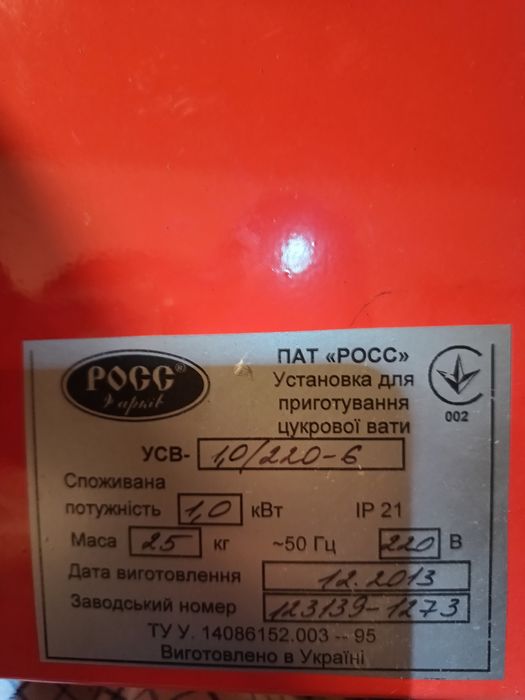 РОСС®
Харків
ПАТ «РОСС»
Установка для
приготування
цукрової вати
002
УСВ- 1,0/220-6
Споживана
потужність 1,0 кВт IP 21
Маса 25 кг ~50 Гц 220 В
Дата виготовлення 12.2013
Заводський номер 123139-1273
ТУ У. 14086152.003 -- 95
Виготовлено в Україні